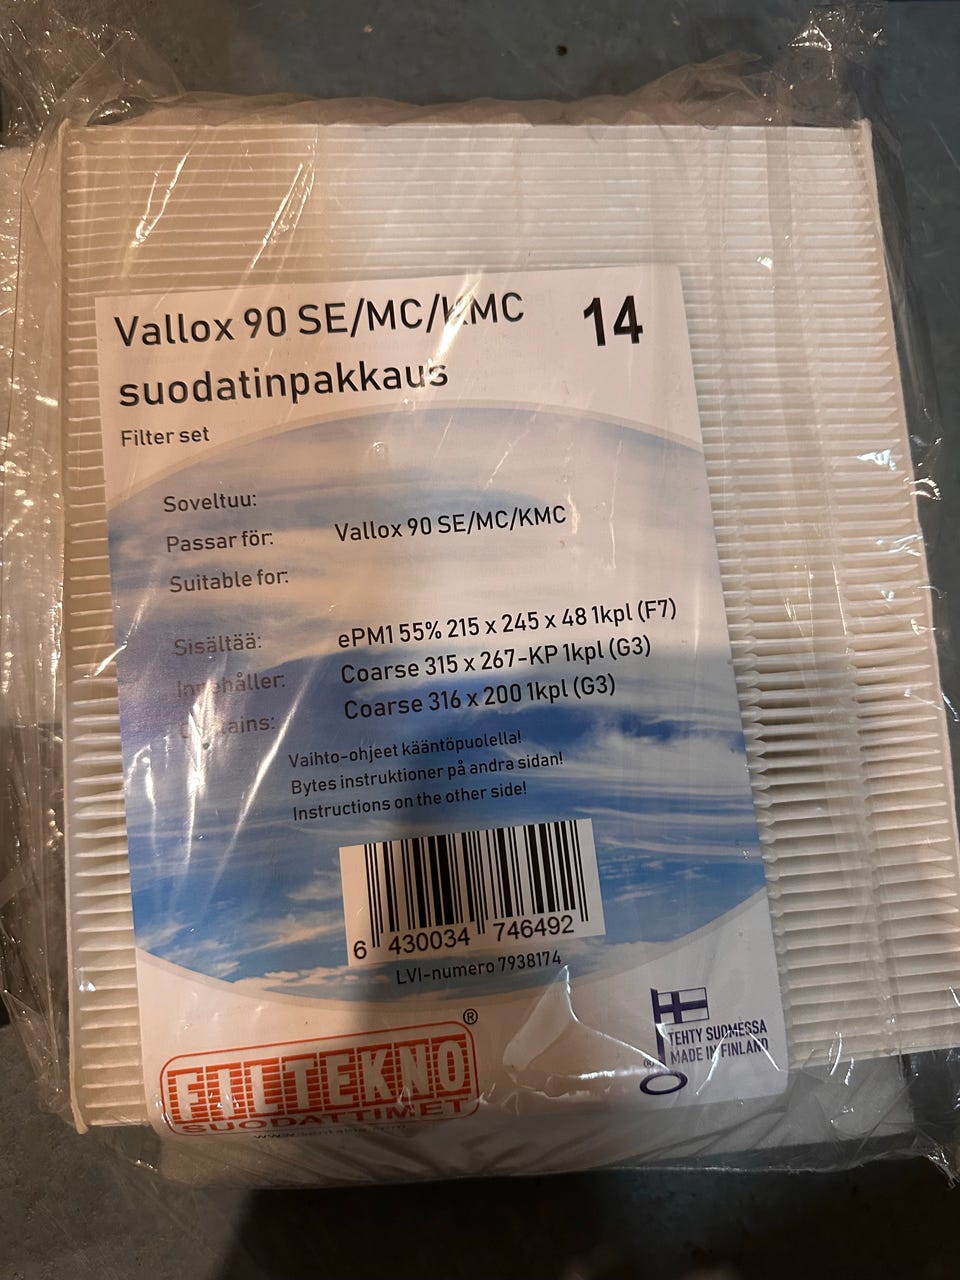 Vallox 90 SE/MC/KMC
14
suodatinpakkaus
Filter set
Soveltuu:
Passar för:
Vallox 90 SE/MC/KMC
Suitable for:
Sisältää:
ePM1 55% 215 x 245 x 48 1kpl (F7)
Innehåller:
Coarse 315 x 267-KP 1kpl (G3)
Contains:
Coarse 316 x 200 1kpl (G3)
Vaihto-ohjeet kääntöpuolella!
Bytes instruktioner på andra sidan!
Instructions on the other side!
6 430034 746492
LVI-numero 7938174
FILTEKNO®
SUODATTIMET
TEHTY SUOMESSA
MADE IN FINLAND
®